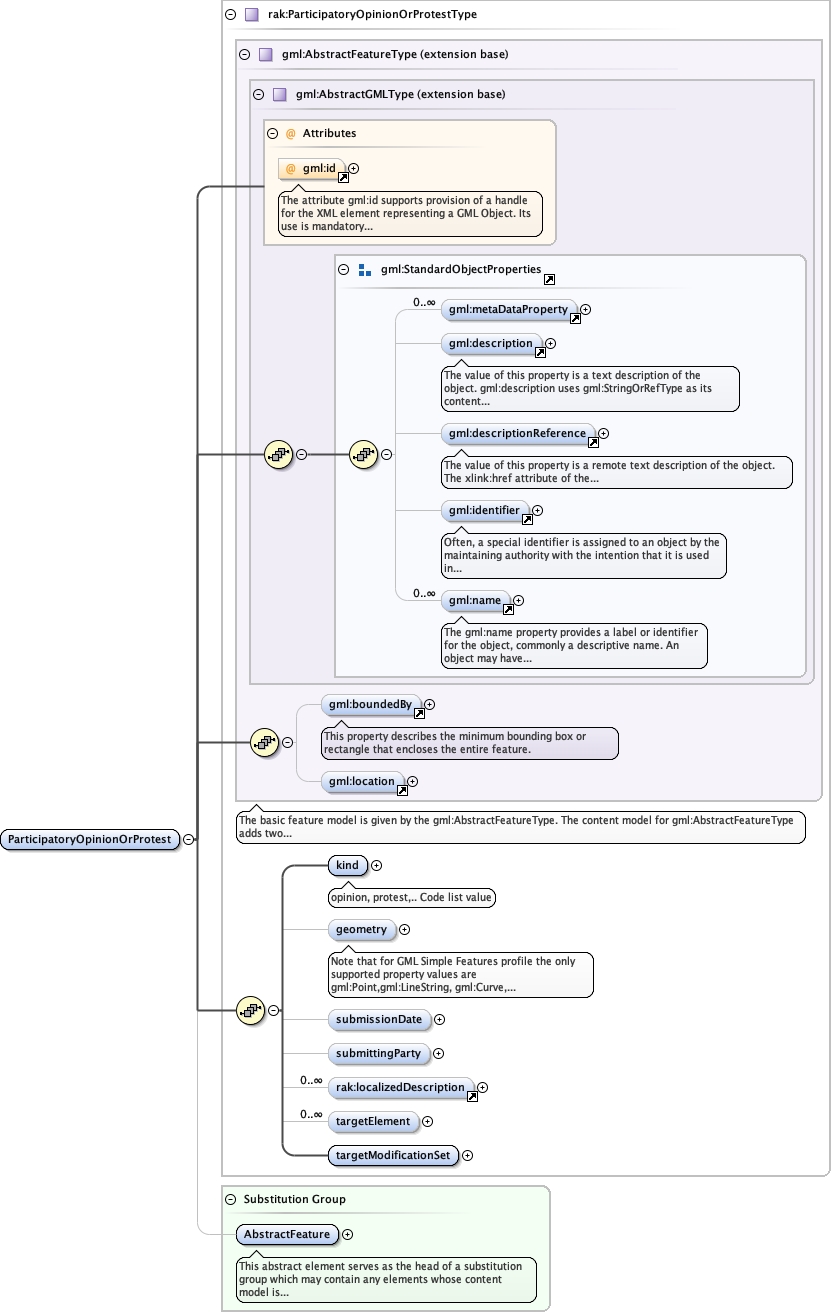 rak:ParticipatoryOpinionOrProtestType
gml:AbstractFeatureType (extension base)
gml:AbstractGMLType (extension base)
@ Attributes
@ gml:id
The attribute gml:id supports provision of a handle
for the XML element representing a GML Object. Its
use is mandatory...
gml:StandardObjectProperties
0..∞
gml:metaDataProperty
gml:description
The value of this property is a text description of the
object. gml:description uses gml:StringOrRefType as its
content...
gml:descriptionReference
The value of this property is a remote text description of the object.
The xlink:href attribute of the...
gml:identifier
Often, a special identifier is assigned to an object by the
maintaining authority with the intention that it is used
in...
0..∞
gml:name
The gml:name property provides a label or identifier
for the object, commonly a descriptive name. An
object may have...
gml:boundedBy
This property describes the minimum bounding box or
rectangle that encloses the entire feature.
gml:location
The basic feature model is given by the gml:AbstractFeatureType. The content model for gml:AbstractFeatureType
adds two...
ParticipatoryOpinionOrProtest
kind
opinion, protest,.. Code list value
geometry
Note that for GML Simple Features profile the only
supported property values are
gml:Point,gml:LineString, gml:Curve,...
submissionDate
submittingParty
0..∞
rak:localizedDescription
0..∞
targetElement
targetModificationSet
Substitution Group
AbstractFeature
This abstract element serves as the head of a substitution
group which may contain any elements whose content
model is...